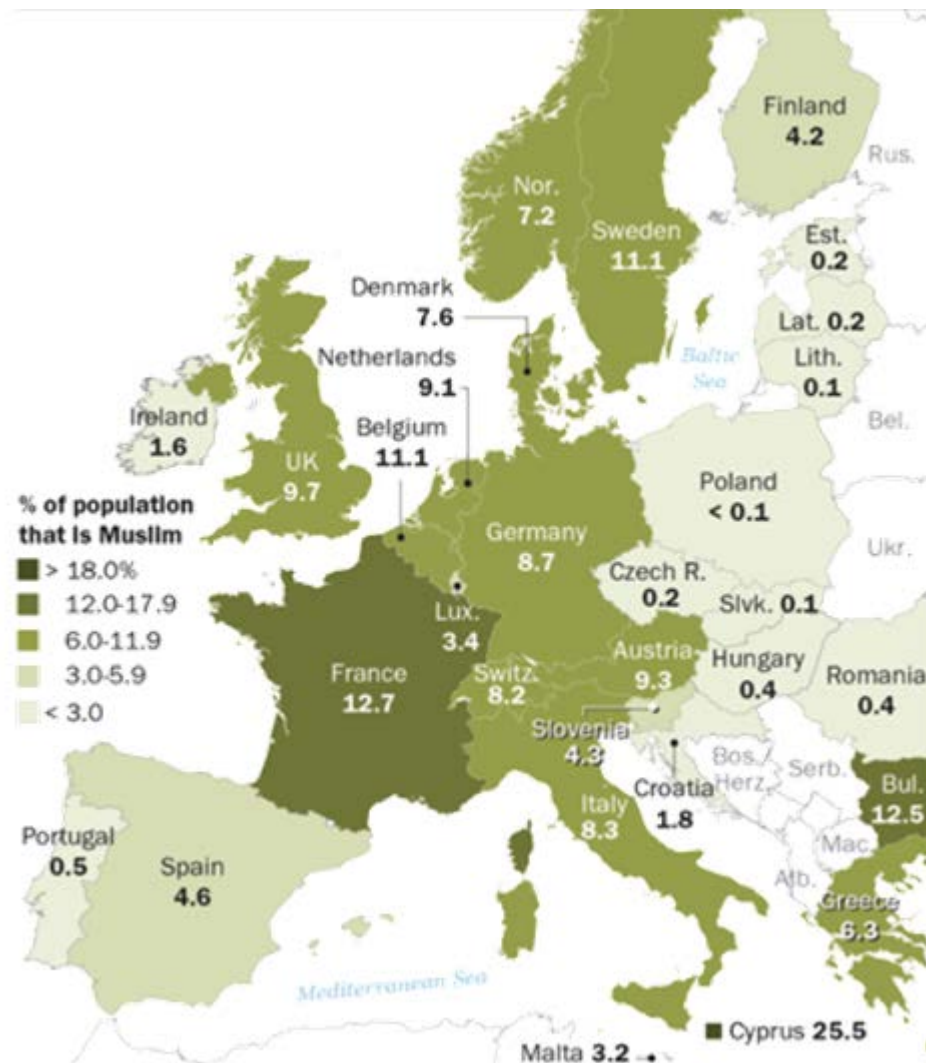 Finland
4.2
Rus.
Nor.
7.2
Sweden
11.1
Est.
0.2
Denmark
7.6
Lat. 0.2
Baltic
Sea
Netherlands
9.1
Lith.
0.1
Ireland
1.6
Belgium
11.1
Bel.
UK
9.7
Poland
< 0.1
% of population
that is Muslim
> 18.0%
12.0-17.9
6.0-11.9
3.0-5.9
< 3.0
Germany
8.7
Ukr.
Czech R.
0.2
Slvk. 0.1
Lux.
3.4
Austria
9.3
Hungary
0.4
Romania
0.4
France
12.7
Switz.
8.2
Slovenia
4.3
Croatia
1.8
Bos./
Herz.
Serb.
Bul.
12.5
Italy
8.3
Portugal
0.5
Spain
4.6
Mac.
Alb.
Greece
6.3
Mediterranean Sea
Cyprus 25.5
Malta 3.2